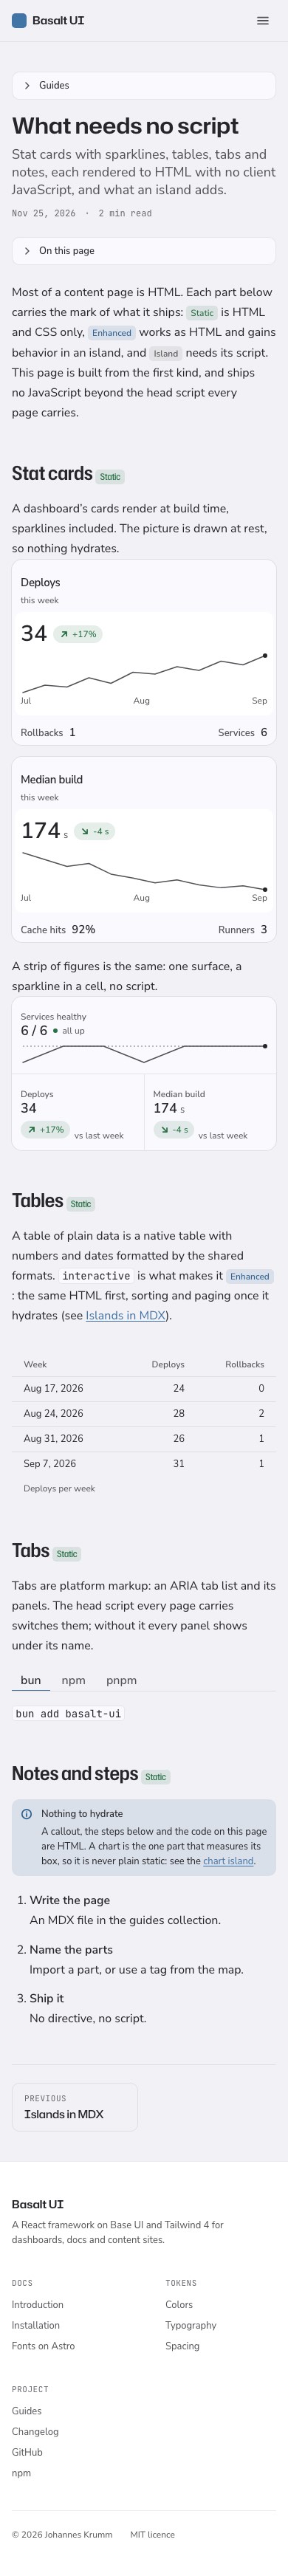 Basalt UI
Guides
What needs no script
Stat cards with sparklines, tables, tabs and
notes, each rendered to HTML with no client
JavaScript, and what an island adds.
Nov 25, 2026 · 2 min read
On this page
Most of a content page is HTML. Each part below
carries the mark of what it ships: Static is HTML
and CSS only, Enhanced works as HTML and gains
behavior in an island, and Island needs its script.
This page is built from the first kind, and ships
no JavaScript beyond the head script every
page carries.
Stat cards Static
A dashboard's cards render at build time,
sparklines included. The picture is drawn at rest,
so nothing hydrates.
Deploys
this week
34 +17%
Jul Aug Sep
Rollbacks 1 Services 6
Median build
this week
174 s -4 s
Jul Aug Sep
Cache hits 92% Runners 3
A strip of figures is the same: one surface, a
sparkline in a cell, no script.
Services healthy
6 / 6 all up
Deploys
34
+17% vs last week
Median build
174 s
-4 s vs last week
Tables Static
A table of plain data is a native table with
numbers and dates formatted by the shared
formats. interactive is what makes it Enhanced
: the same HTML first, sorting and paging once it
hydrates (see Islands in MDX).
Week Deploys Rollbacks
Aug 17, 2026 24 0
Aug 24, 2026 28 2
Aug 31, 2026 26 1
Sep 7, 2026 31 1
Deploys per week
Tabs Static
Tabs are platform markup: an ARIA tab list and its
panels. The head script every page carries
switches them; without it every panel shows
under its name.
bun npm pnpm
bun add basalt-ui
Notes and steps Static
Nothing to hydrate
A callout, the steps below and the code on this page
are HTML. A chart is the one part that measures its
box, so it is never plain static: see the chart island.
1. Write the page
An MDX file in the guides collection.
2. Name the parts
Import a part, or use a tag from the map.
3. Ship it
No directive, no script.
PREVIOUS
Islands in MDX
Basalt UI
A React framework on Base UI and Tailwind 4 for
dashboards, docs and content sites.
DOCS
Introduction
Installation
Fonts on Astro
TOKENS
Colors
Typography
Spacing
PROJECT
Guides
Changelog
GitHub
npm
© 2026 Johannes Krumm MIT licence